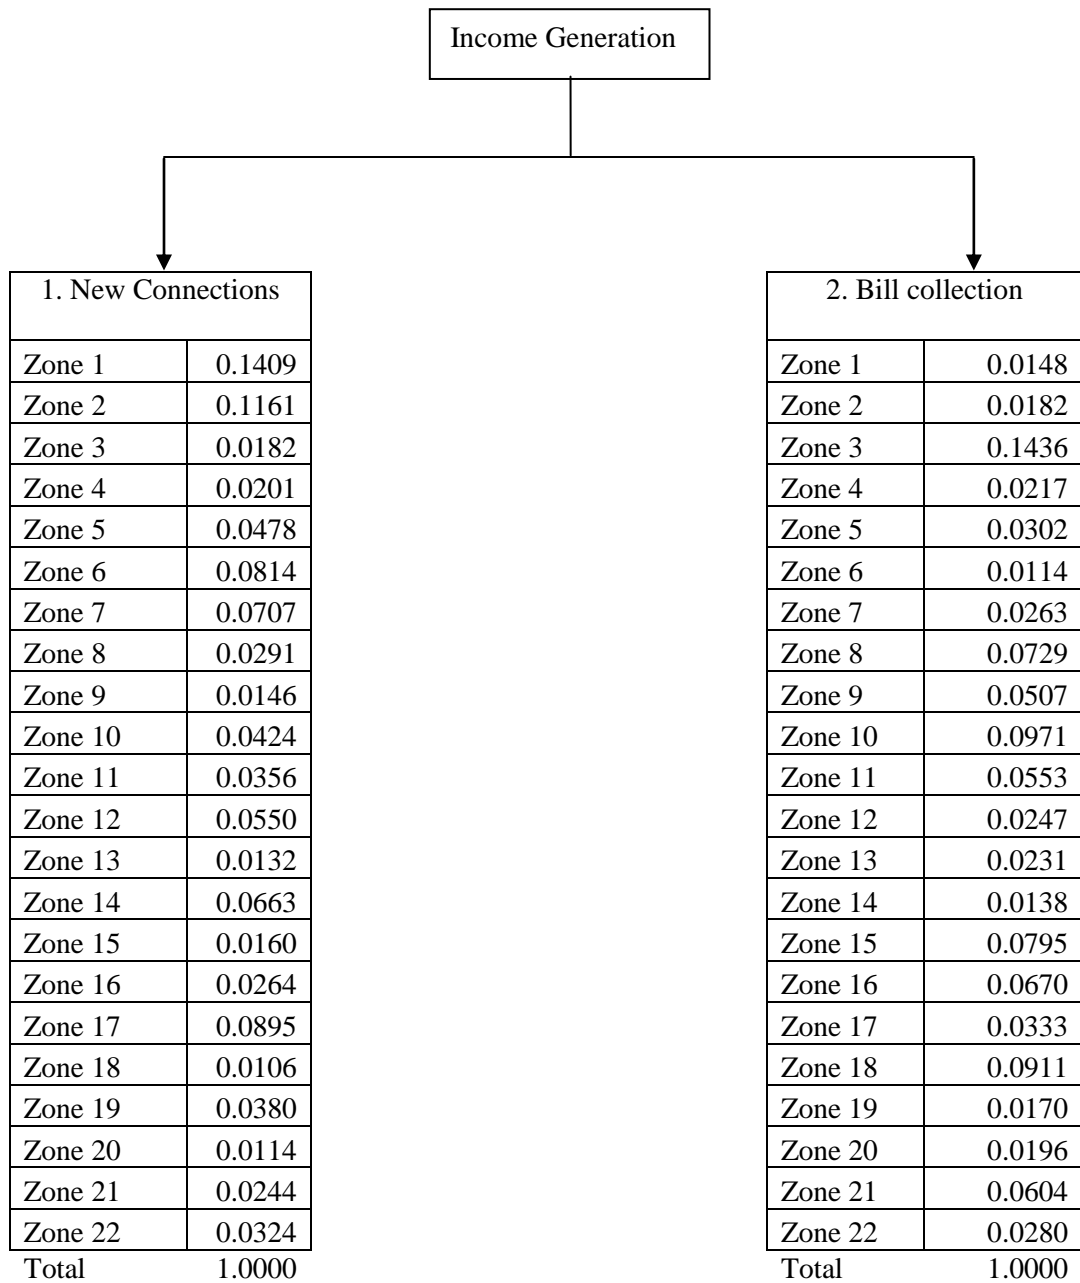 Income Generation
1. New Connections
Zone 1 0.1409
Zone 2 0.1161
Zone 3 0.0182
Zone 4 0.0201
Zone 5 0.0478
Zone 6 0.0814
Zone 7 0.0707
Zone 8 0.0291
Zone 9 0.0146
Zone 10 0.0424
Zone 11 0.0356
Zone 12 0.0550
Zone 13 0.0132
Zone 14 0.0663
Zone 15 0.0160
Zone 16 0.0264
Zone 17 0.0895
Zone 18 0.0106
Zone 19 0.0380
Zone 20 0.0114
Zone 21 0.0244
Zone 22 0.0324
Total 1.0000
2. Bill collection
Zone 1 0.0148
Zone 2 0.0182
Zone 3 0.1436
Zone 4 0.0217
Zone 5 0.0302
Zone 6 0.0114
Zone 7 0.0263
Zone 8 0.0729
Zone 9 0.0507
Zone 10 0.0971
Zone 11 0.0553
Zone 12 0.0247
Zone 13 0.0231
Zone 14 0.0138
Zone 15 0.0795
Zone 16 0.0670
Zone 17 0.0333
Zone 18 0.0911
Zone 19 0.0170
Zone 20 0.0196
Zone 21 0.0604
Zone 22 0.0280
Total 1.0000